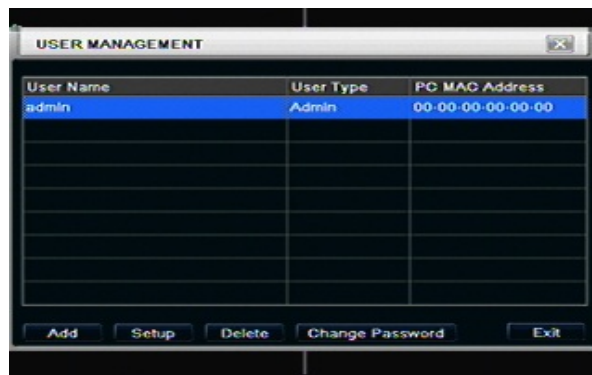 USER MANAGEMENT
User Name User Type PC MAC Address
admin Admin 00-00-00-00-00-00
Add Setup Delete Change Password Exit